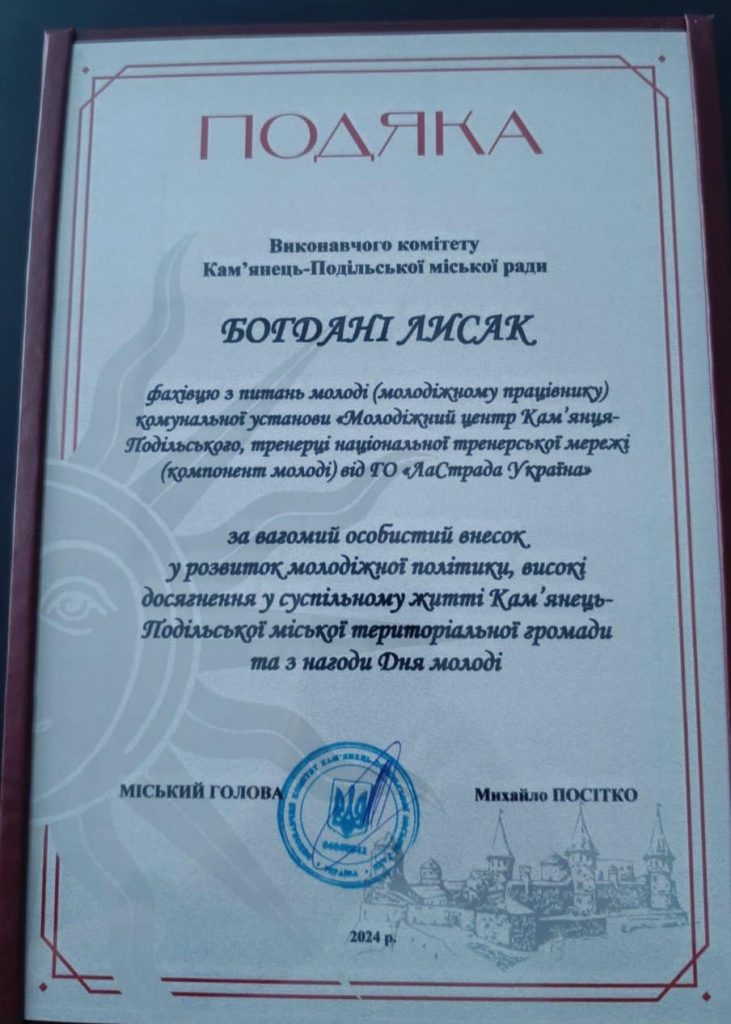 ПОДЯКА
Виконавчого комітету
Кам’янець-Подільської міської ради
БОГДАНІ ЛИСАК
фахівцю з питань молоді (молодіжному працівнику)
комунальної установи «Молодіжний центр Кам’янця-
Подільського, тренерці національної тренерської мережі
(компонент молоді) від ГО «ЛаСтрада Україна»
за вагомий особистий внесок
у розвиток молодіжної політики, високі
досягнення у суспільному житті Кам’янець-
Подільської міської територіальної громади
та з нагоди Дня молоді
МІСЬКИЙ ГОЛОВА
Михайло ПОСІТКО
УКРАЇНА
2024 р.